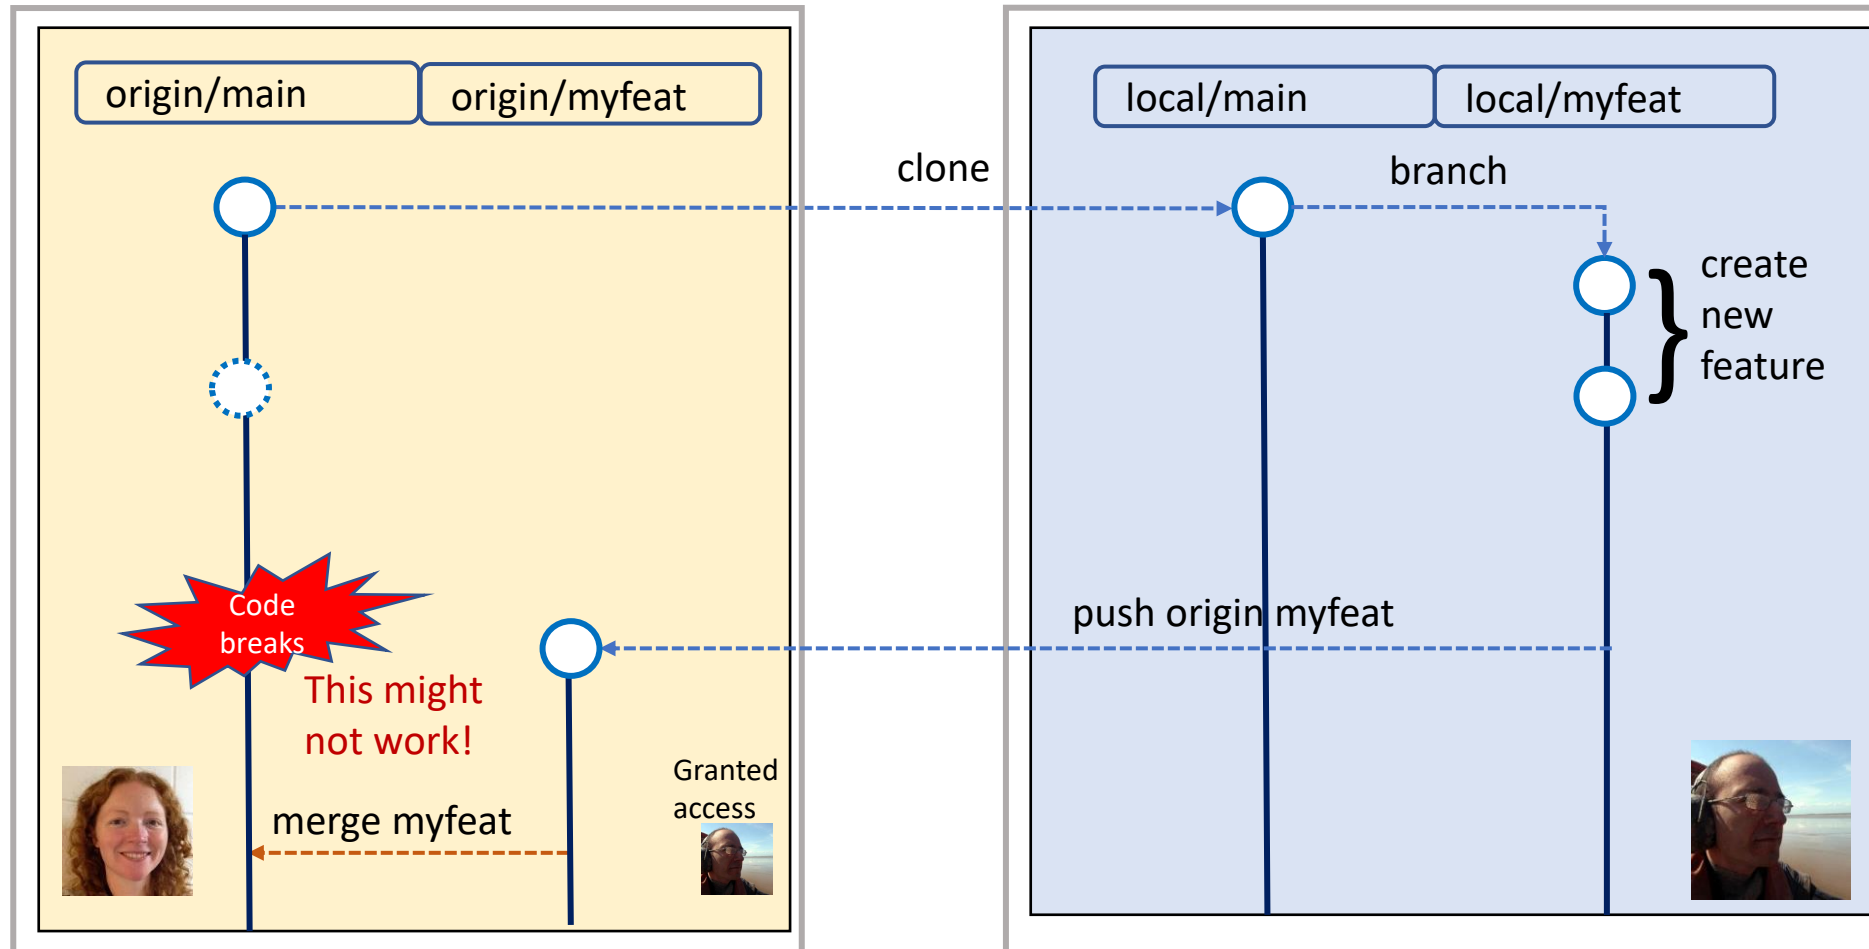 origin/main
origin/myfeat
local/main
local/myfeat
clone
branch
create
new
feature
Code
breaks
push origin myfeat
This might
not work!
Granted
access
merge myfeat
}